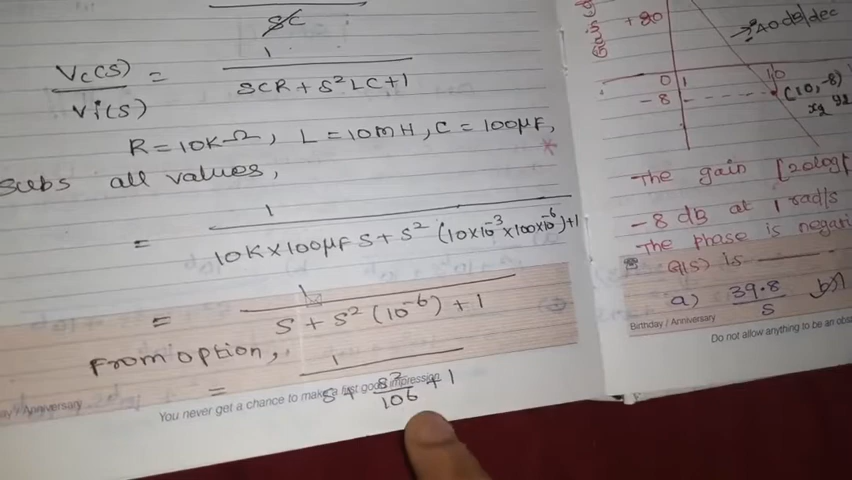 SC
Vc(S) / Vi(S) = 1 / SCR + S²LC + 1
R = 10KΩ, L = 10mH, C = 100μF,
Subs all values,
= 1 / 10K×100μF S + S² (10×10⁻³×100×10⁻⁶)+1
= 1 / S + S² (10⁻⁶) + 1
From option,
= 1 / S + S²/10⁶ + 1
You never get a chance to make a first good impression
+20
40 db/dec
0 1 10
-8
(10, -8)
The gain [20log
-8 dB at 1 rad/s
The phase is negati
G(S) is
a) 39.8/S b)
Birthday / Anniversary
Do not allow anything to be an obs